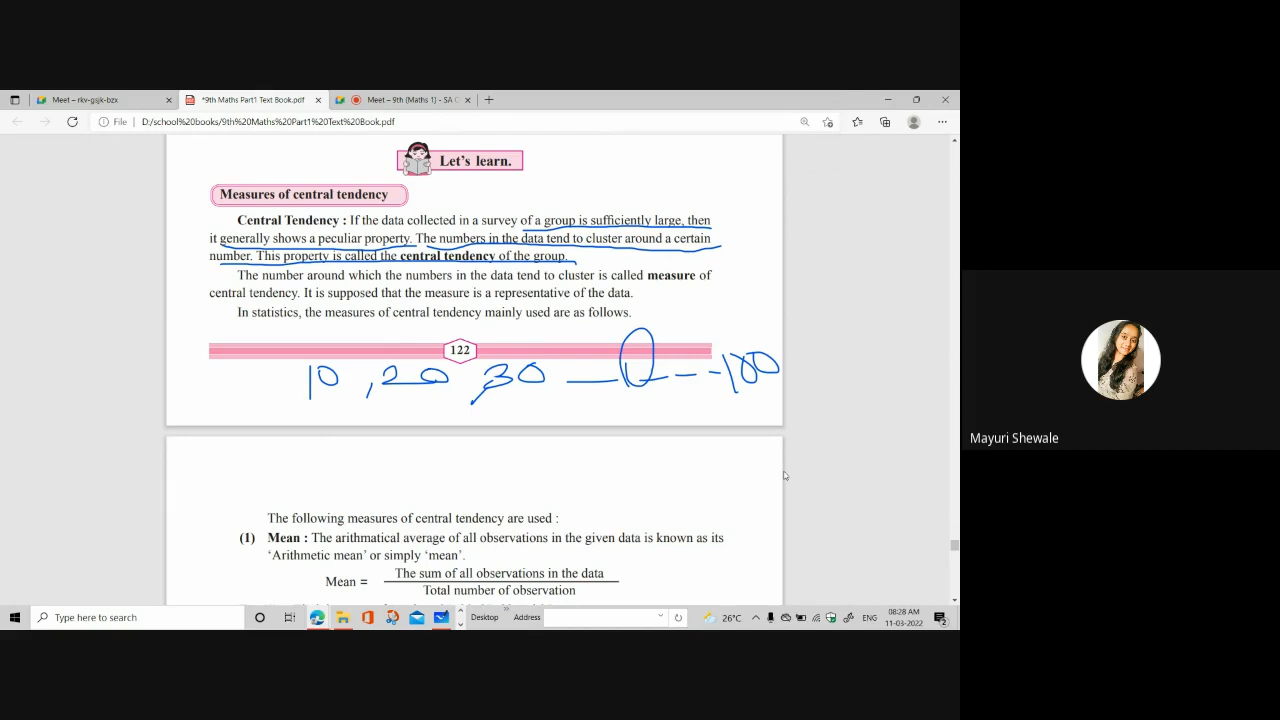 Meet – rkv-gsjk-bzx
*9th Maths Part1 Text Book.pdf
Meet – 9th (Maths 1) - SA C
File
D:/school%20books/9th%20Maths%20Part1%20Text%20Book.pdf
Let's learn.
Measures of central tendency
Central Tendency : If the data collected in a survey of a group is sufficiently large, then
it generally shows a peculiar property. The numbers in the data tend to cluster around a certain
number. This property is called the central tendency of the group.
The number around which the numbers in the data tend to cluster is called measure of
central tendency. It is supposed that the measure is a representative of the data.
In statistics, the measures of central tendency mainly used are as follows.
122
10 , 20 , 30 — — - - 100
Mayuri Shewale
The following measures of central tendency are used :
(1) Mean : The arithmatical average of all observations in the given data is known as its
'Arithmetic mean' or simply 'mean'.
Mean = The sum of all observations in the data
Total number of observation
Type here to search
Desktop
Address
26°C
ENG
08:28 AM
11-03-2022
2